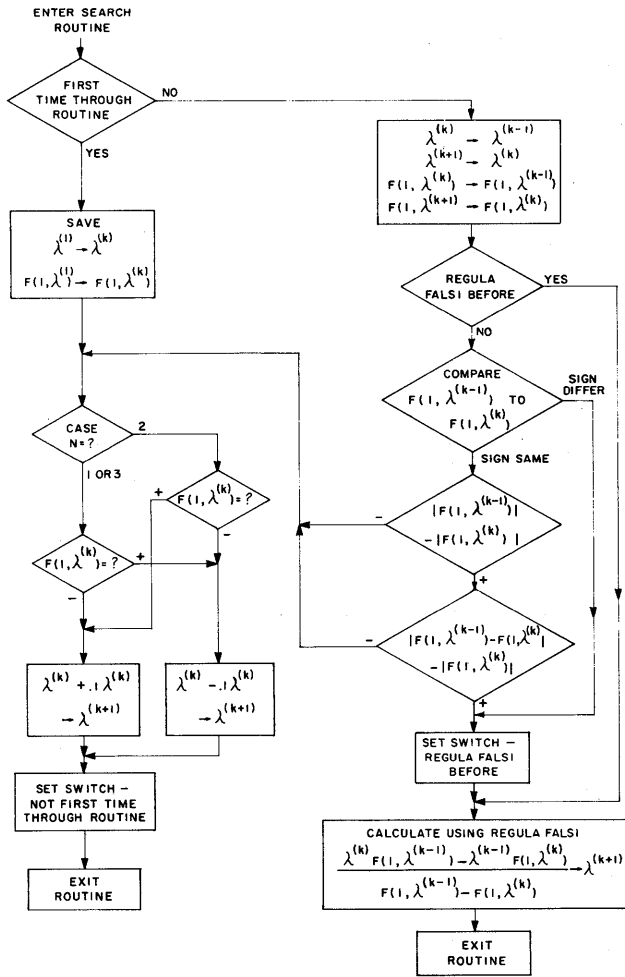 ENTER SEARCH
ROUTINE
FIRST
TIME THROUGH
ROUTINE
NO
YES
SAVE
λ^(1) → λ^(k)
F(1,λ^(1)) → F(1,λ^(k))
λ^(k) → λ^(k-1)
λ^(k+1) → λ^(k)
F(1,λ^(k)) → F(1,λ^(k-1))
F(1,λ^(k+1)) → F(1,λ^(k))
REGULA
FALSI BEFORE
YES
NO
COMPARE
F(1,λ^(k-1)) TO
F(1,λ^(k))
SIGN
DIFFER
SIGN SAME
|F(1,λ^(k-1))|
-|F(1,λ^(k))|
-
+
|F(1,λ^(k-1))-F(1,λ^(k)|
-|F(1,λ^(k))|
-
+
SET SWITCH –
REGULA FALSI
BEFORE
CALCULATE USING REGULA FALSI
λ^(k) F(1,λ^(k-1)) – λ^(k-1) F(1,λ^(k)) → λ^(k+1)
F(1,λ^(k-1)) – F(1,λ^(k))
EXIT
ROUTINE
CASE
N=?
2
1 OR 3
F(1,λ^(k))=?
+
-
F(1,λ^(k))=?
+
-
λ^(k) + .1λ^(k)
→ λ^(k+1)
λ^(k) – .1λ^(k)
→ λ^(k+1)
SET SWITCH –
NOT FIRST TIME
THROUGH ROUTINE
EXIT
ROUTINE